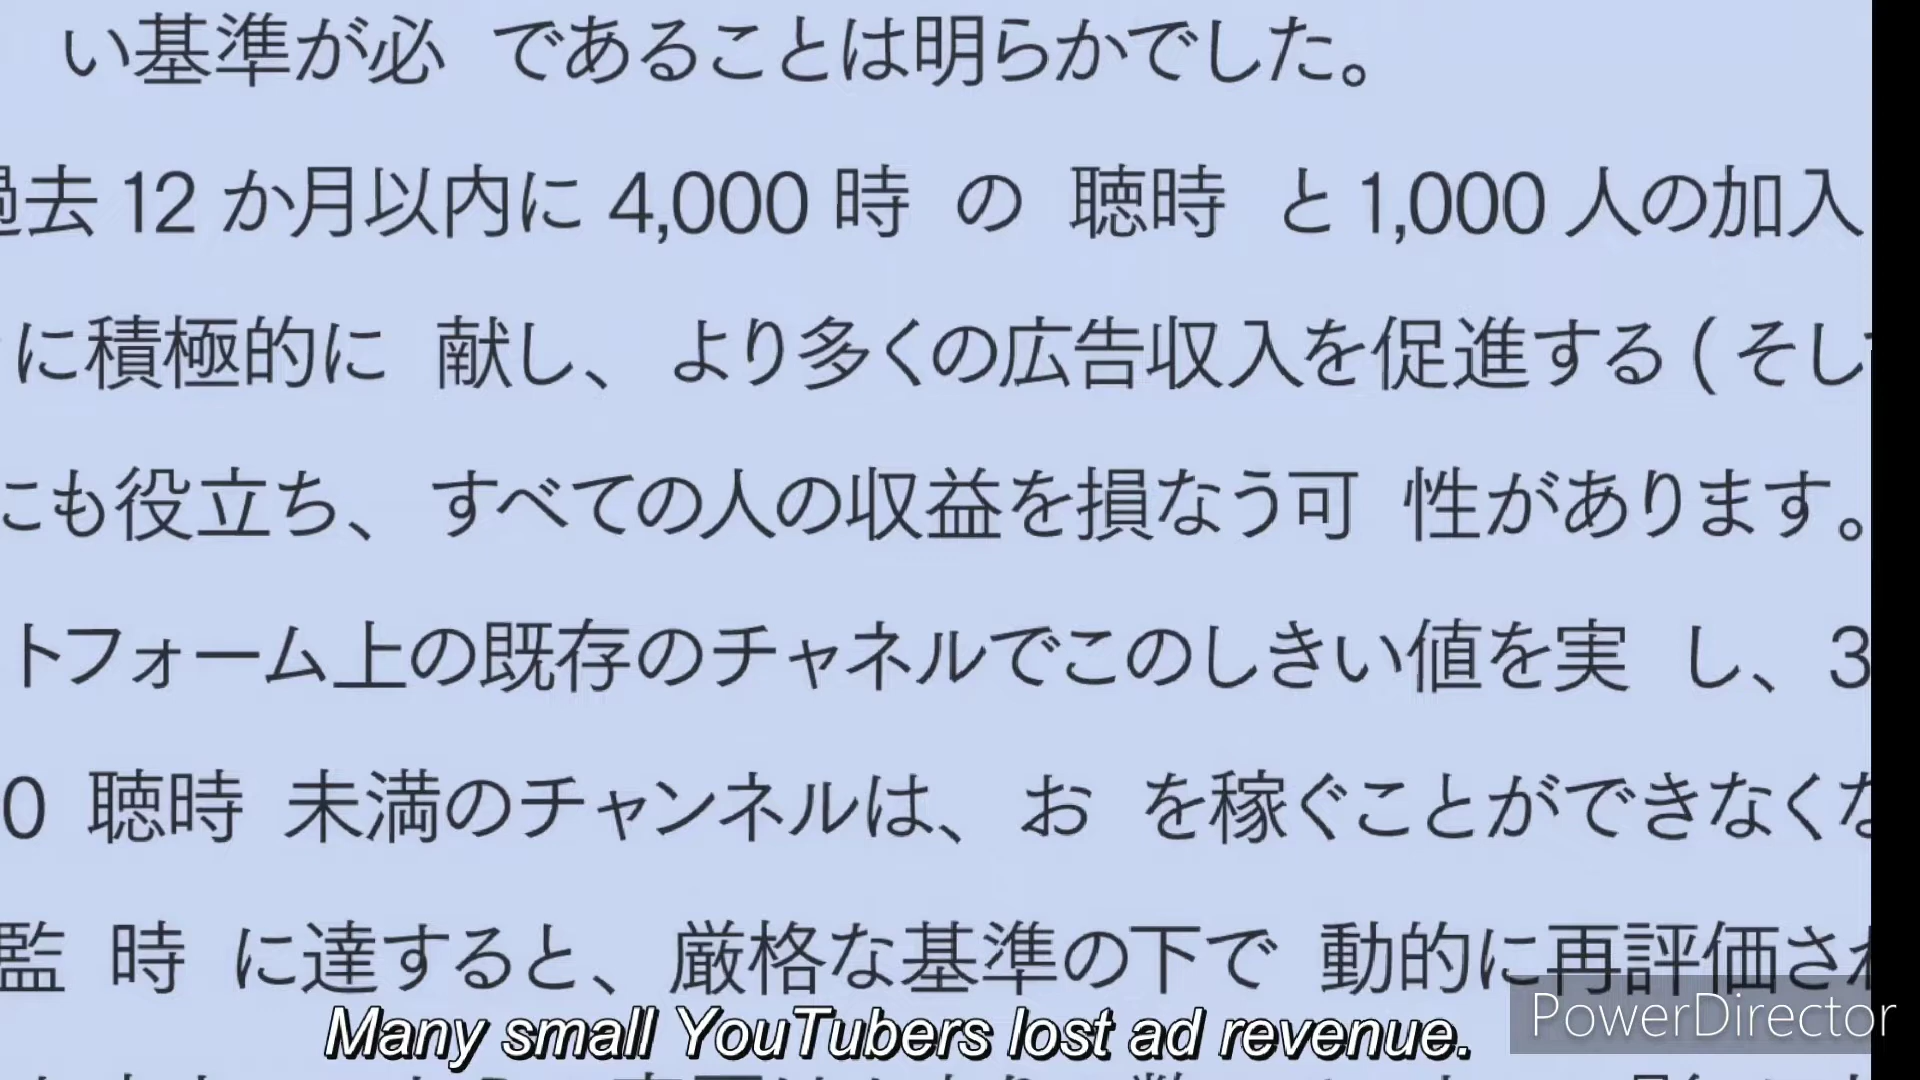 い基準が必 であることは明らかでした。
過去 12 か月以内に 4,000 時 の 聴時 と 1,000 人の加入
に積極的に 献し、 より多くの広告収入を促進する ( そし
にも役立ち、 すべての人の収益を損なう可 性があります。
トフォーム上の既存のチャネルでこのしきい値を実 し、 3
0 聴時 未満のチャンネルは、 お を稼ぐことができなくな
監 時 に達すると、 厳格な基準の下で 動的に再評価され
Many small YouTubers lost ad revenue.
PowerDirector